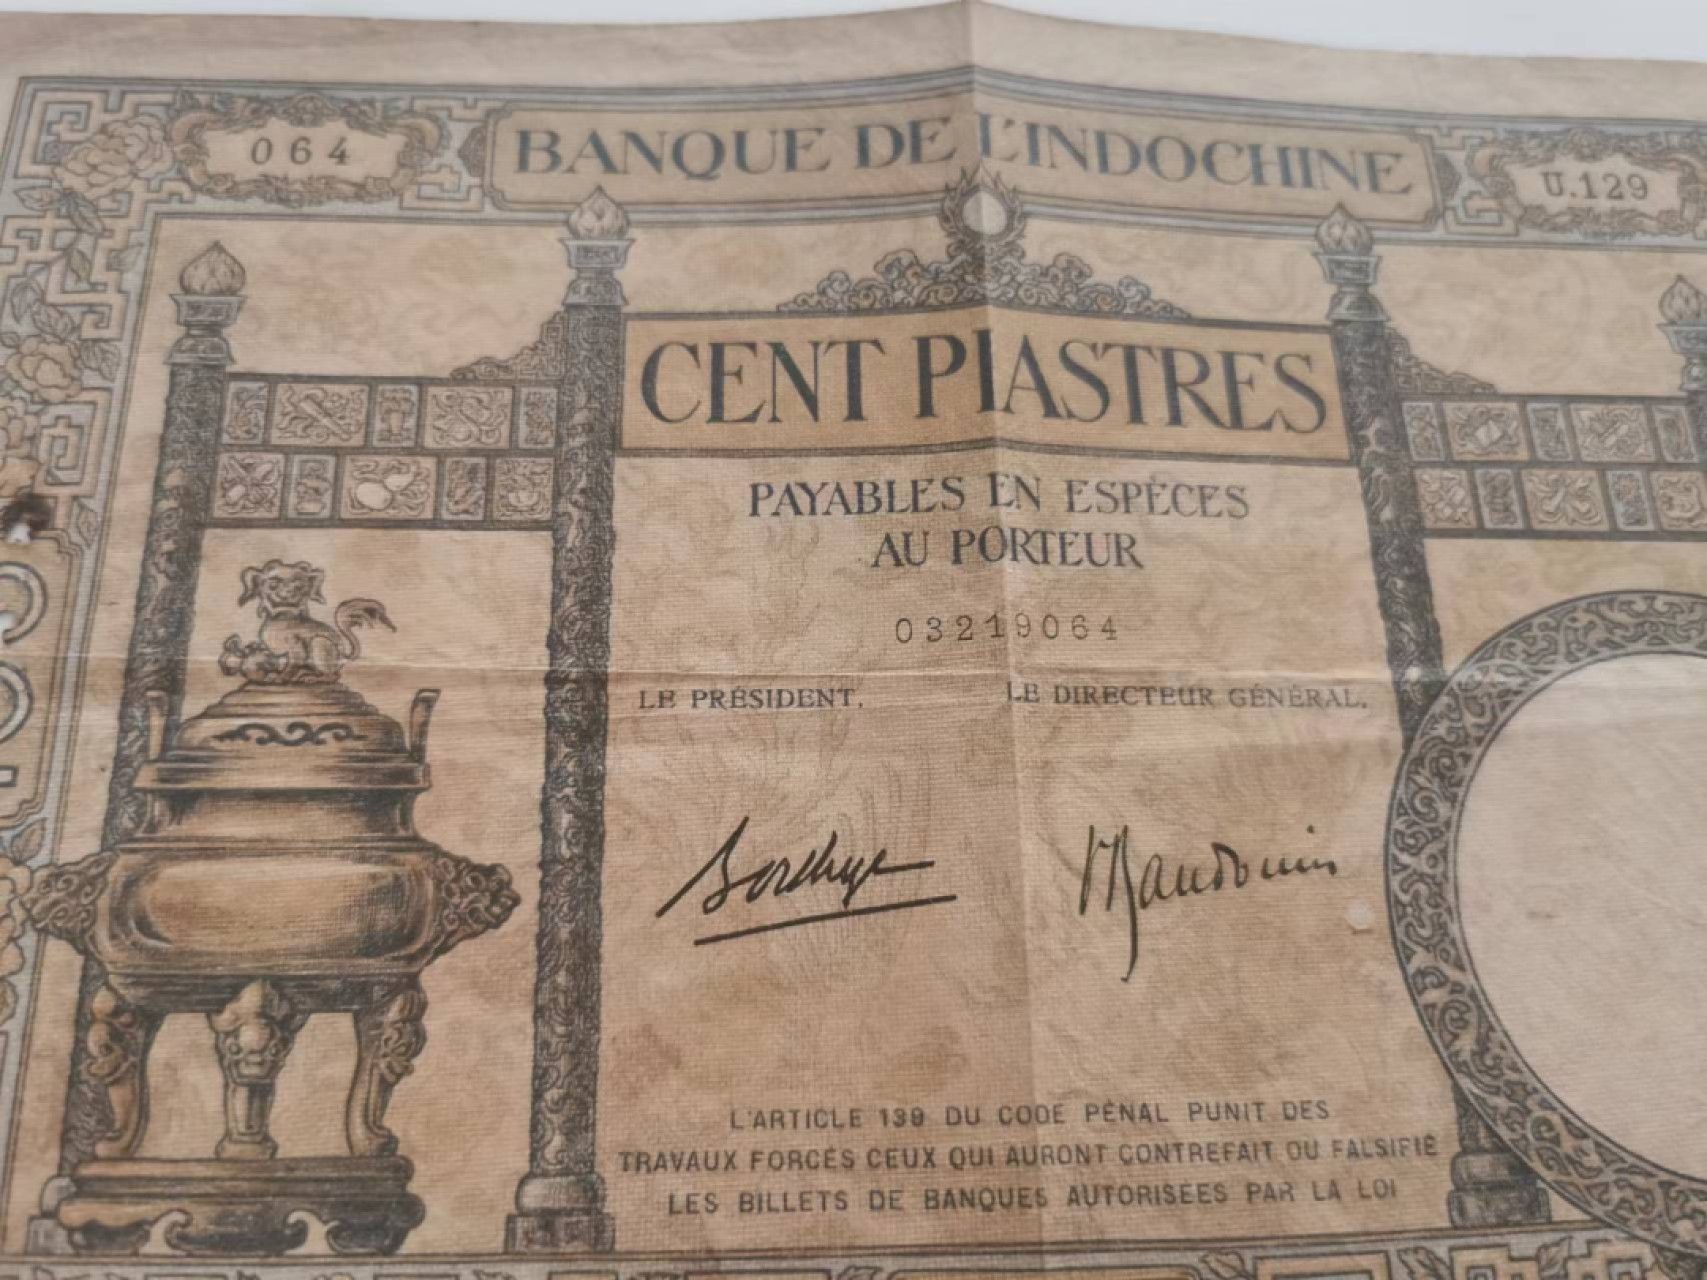 064
BANQUE DE L'INDOCHINE
U.129
CENT PIASTRES
PAYABLES EN ESPÈCES
AU PORTEUR
03219064
LE PRÉSIDENT, LE DIRECTEUR GÉNÉRAL,
L'ARTICLE 139 DU CODE PÉNAL PUNIT DES
TRAVAUX FORCÉS CEUX QUI AURONT CONTREFAIT OU FALSIFIÉ
LES BILLETS DE BANQUES AUTORISÉES PAR LA LOI